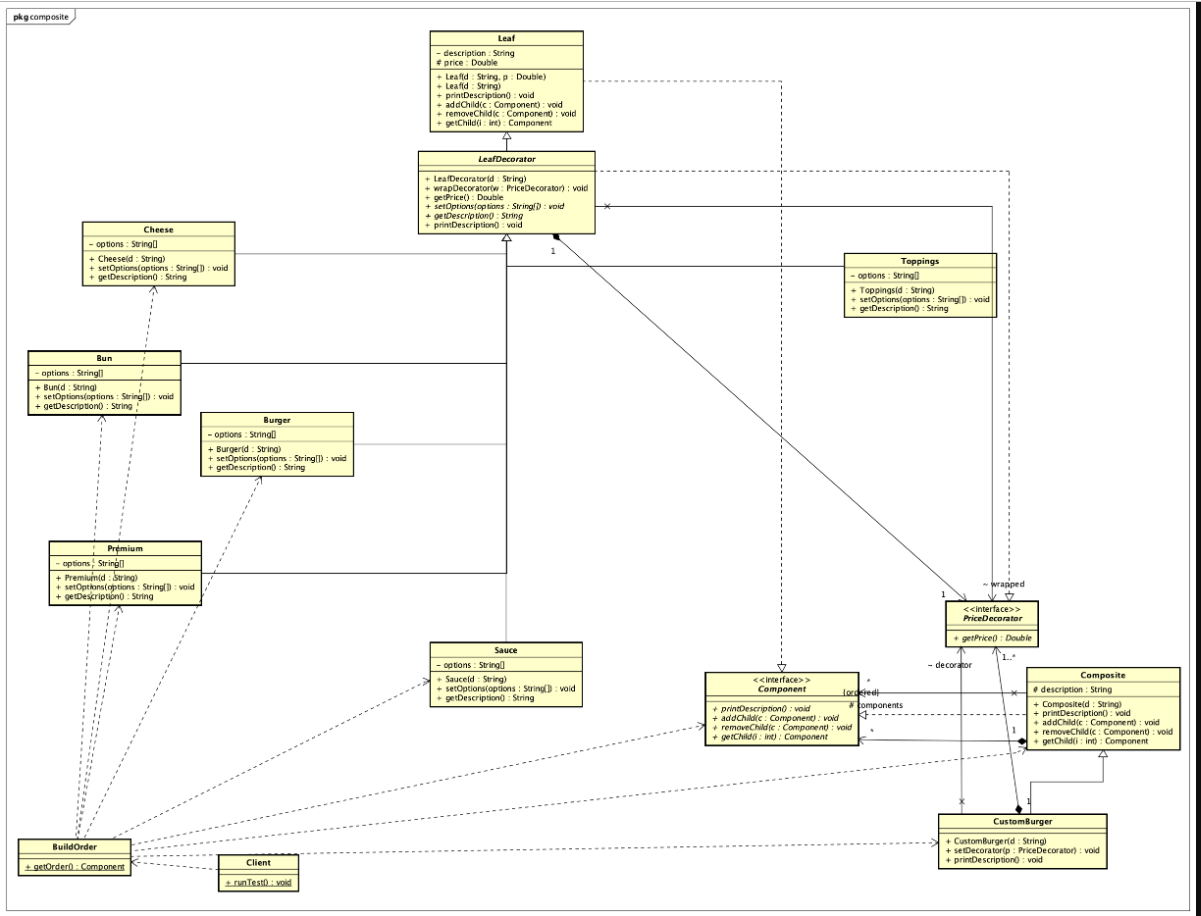 pkg composite
Leaf
- description : String
# price : Double
+ Leaf(d : String, p : Double)
+ Leaf(d : String)
+ printDescription() : void
+ addChild(c : Component) : void
+ removeChild(c : Component) : void
+ getChild(i : int) : Component
LeafDecorator
+ LeafDecorator(d : String)
+ wrapDecorator(w : PriceDecorator) : void
+ getPrice() : Double
+ setOptions(options : String[]) : void
+ getDescription() : String
+ printDescription() : void
1
Cheese
- options : String[]
+ Cheese(d : String)
+ setOptions(options : String[]) : void
+ getDescription() : String
Toppings
- options : String[]
+ Toppings(d : String)
+ setOptions(options : String[]) : void
+ getDescription() : String
Bun
- options : String[]
+ Bun(d : String)
+ setOptions(options : String[]) : void
+ getDescription() : String
Burger
- options : String[]
+ Burger(d : String)
+ setOptions(options : String[]) : void
+ getDescription() : String
Premium
- options : String[]
+ Premium(d : String)
+ setOptions(options : String[]) : void
+ getDescription() : String
~ wrapped
1
<<interface>>
PriceDecorator
+ getPrice() : Double
Sauce
- options : String[]
+ Sauce(d : String)
+ setOptions(options : String[]) : void
+ getDescription() : String
~ decorator
1..*
<<interface>>
Component
+ printDescription() : void
+ addChild(c : Component) : void
+ removeChild(c : Component) : void
+ getChild(i : int) : Component
*
{ordered}
# components
*
1
Composite
# description : String
+ Composite(d : String)
+ printDescription() : void
+ addChild(c : Component) : void
+ removeChild(c : Component) : void
+ getChild(i : int) : Component
1
CustomBurger
+ CustomBurger(d : String)
+ setDecorator(p : PriceDecorator) : void
+ printDescription() : void
BuildOrder
+ getOrder() : Component
Client
+ runTest() : void